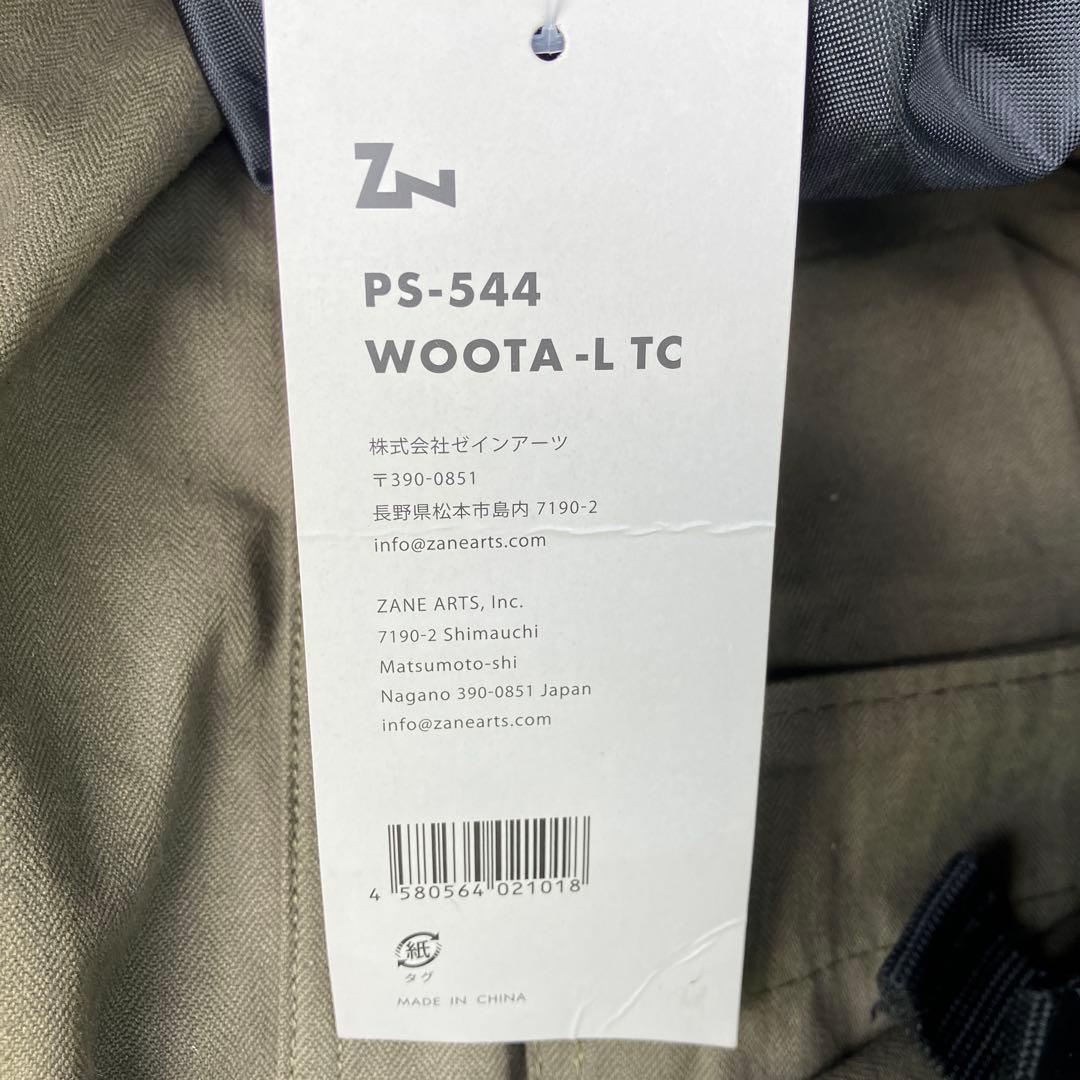 ZN
PS-544
WOOTA -L TC
株式会社ゼインアーツ
〒390-0851
長野県松本市島内 7190-2
info@zanearts.com
ZANE ARTS, Inc.
7190-2 Shimauchi
Matsumoto-shi
Nagano 390-0851 Japan
info@zanearts.com
4 580564 021018
紙
タグ
MADE IN CHINA